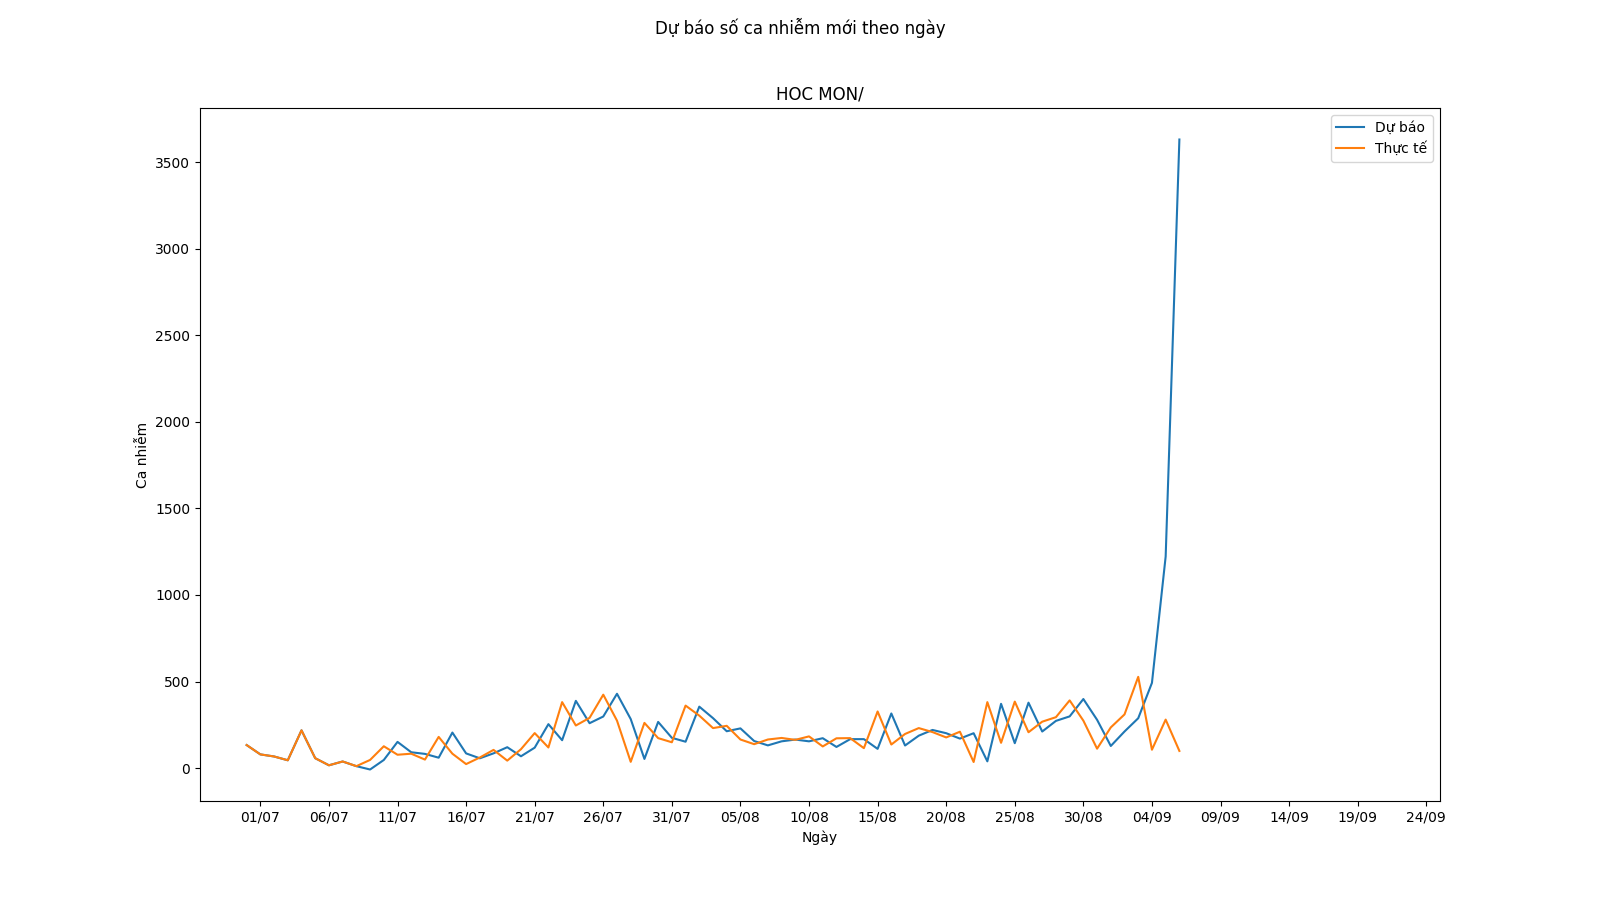 Dự báo số ca nhiễm mới theo ngày
HOC MON/
Dự báo
Thực tế
3500
3000
2500
2000
1500
1000
500
0
Ca nhiễm
01/07 06/07 11/07 16/07 21/07 26/07 31/07 05/08 10/08 15/08 20/08 25/08 30/08 04/09 09/09 14/09 19/09 24/09
Ngày